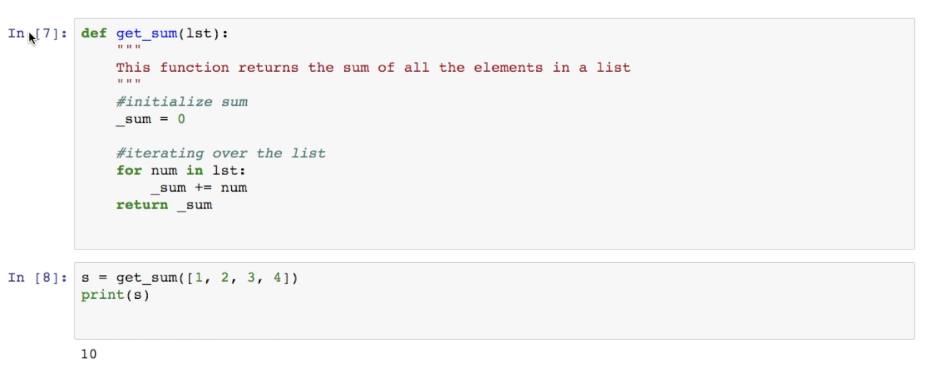 In [7]: def get_sum(lst):
"""
This function returns the sum of all the elements in a list
"""
#initialize sum
_sum = 0
#iterating over the list
for num in lst:
_sum += num
return _sum
In [8]: s = get_sum([1, 2, 3, 4])
print(s)
10